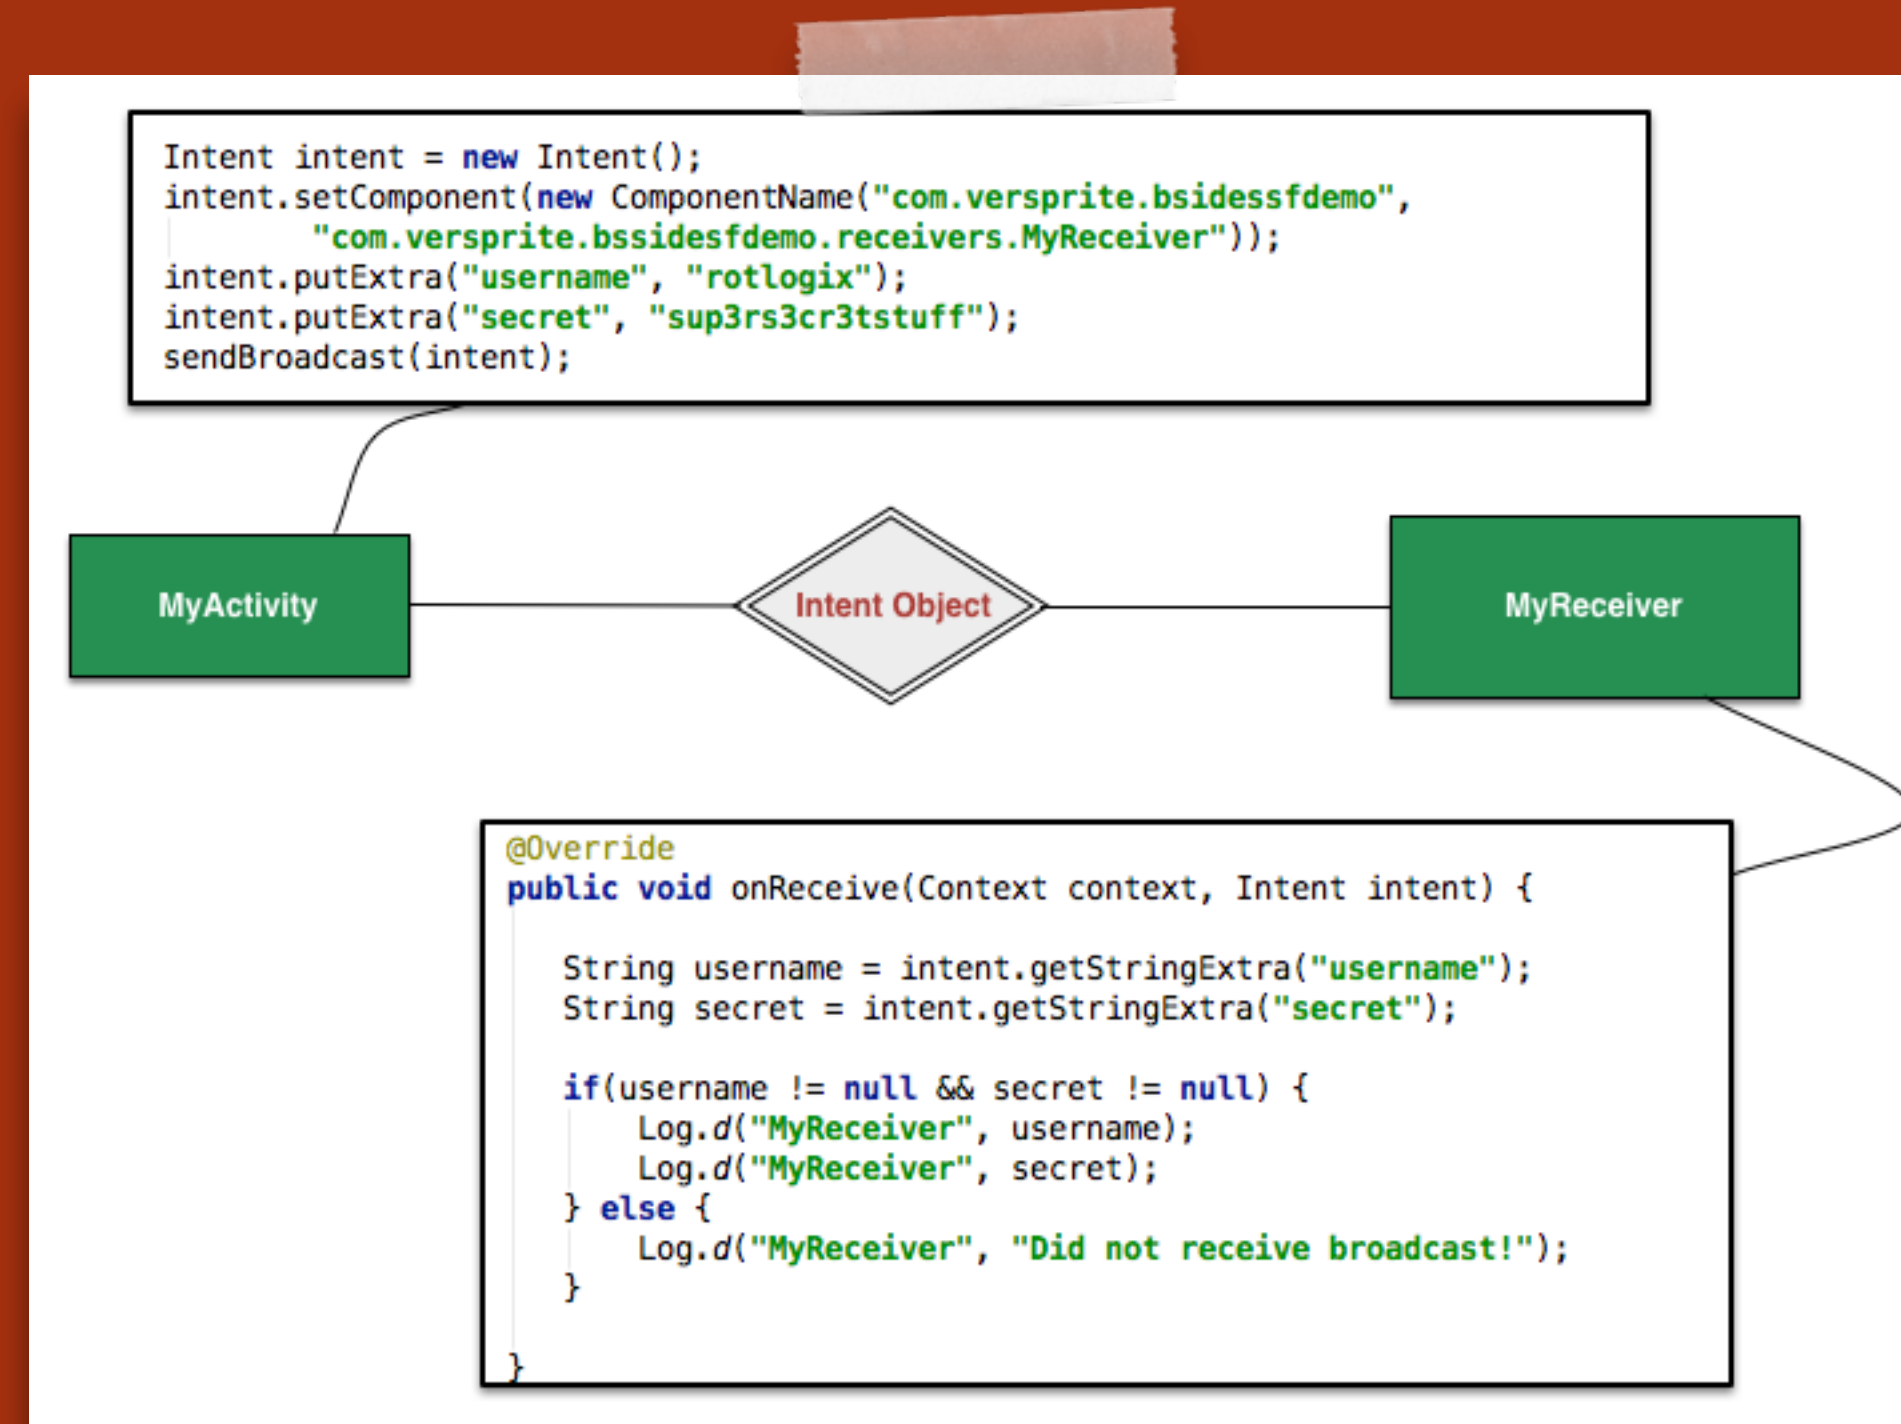 Intent intent = new Intent();
intent.setComponent(new ComponentName("com.versprite.bsidessfdemo",
        "com.versprite.bssidesfdemo.receivers.MyReceiver"));
intent.putExtra("username", "rotlogix");
intent.putExtra("secret", "sup3rs3cr3tstuff");
sendBroadcast(intent);
MyActivity
Intent Object
MyReceiver
@Override
public void onReceive(Context context, Intent intent) {
   String username = intent.getStringExtra("username");
   String secret = intent.getStringExtra("secret");
   if(username != null && secret != null) {
       Log.d("MyReceiver", username);
       Log.d("MyReceiver", secret);
   } else {
       Log.d("MyReceiver", "Did not receive broadcast!");
   }
}